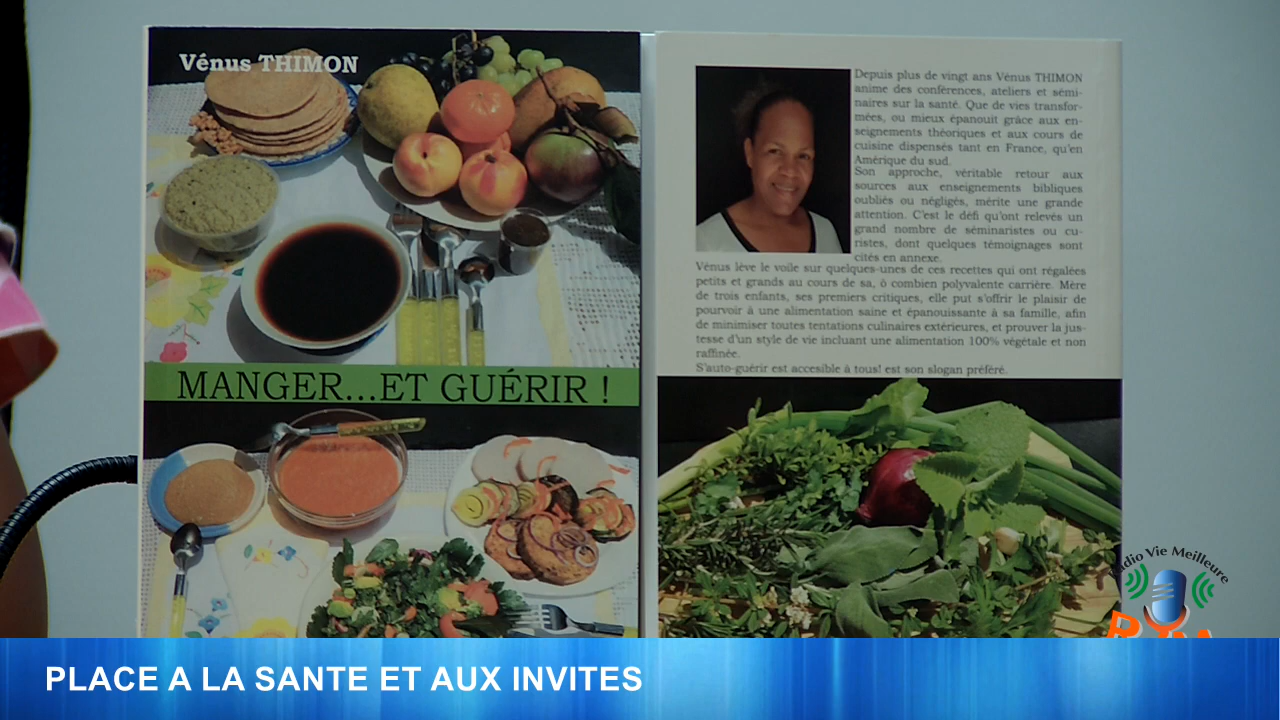 Vénus THIMON
MANGER...ET GUÉRIR !
Depuis plus de vingt ans Vénus THIMON
anime des conférences, ateliers et sémi-
naires sur la santé. Que de vies transfor-
mées, ou mieux épanouit grâce aux en-
seignements théoriques et aux cours de
cuisine dispensés tant en France, qu'en
Amérique du sud.
Son approche, véritable retour aux
sources aux enseignements bibliques
oubliés ou négligés, mérite une grande
attention. C'est le défi qu'ont relevés un
grand nombre de séminaristes ou cu-
ristes, dont quelques témoignages sont
cités en annexe.
Vénus lève le voile sur quelques-unes de ces recettes qui ont régalées
petits et grands au cours de sa, ô combien polyvalente carrière. Mère
de trois enfants, ses premiers critiques, elle put s'offrir le plaisir de
pourvoir à une alimentation saine et épanouissante à sa famille, afin
de minimiser toutes tentations culinaires extérieures, et prouver la jus-
tesse d'un style de vie incluant une alimentation 100% végétale et non
raffinée.
S'auto-guérir est accesible à tous! est son slogan préféré.
Radio Vie Meilleure
RVM
PLACE A LA SANTE ET AUX INVITES